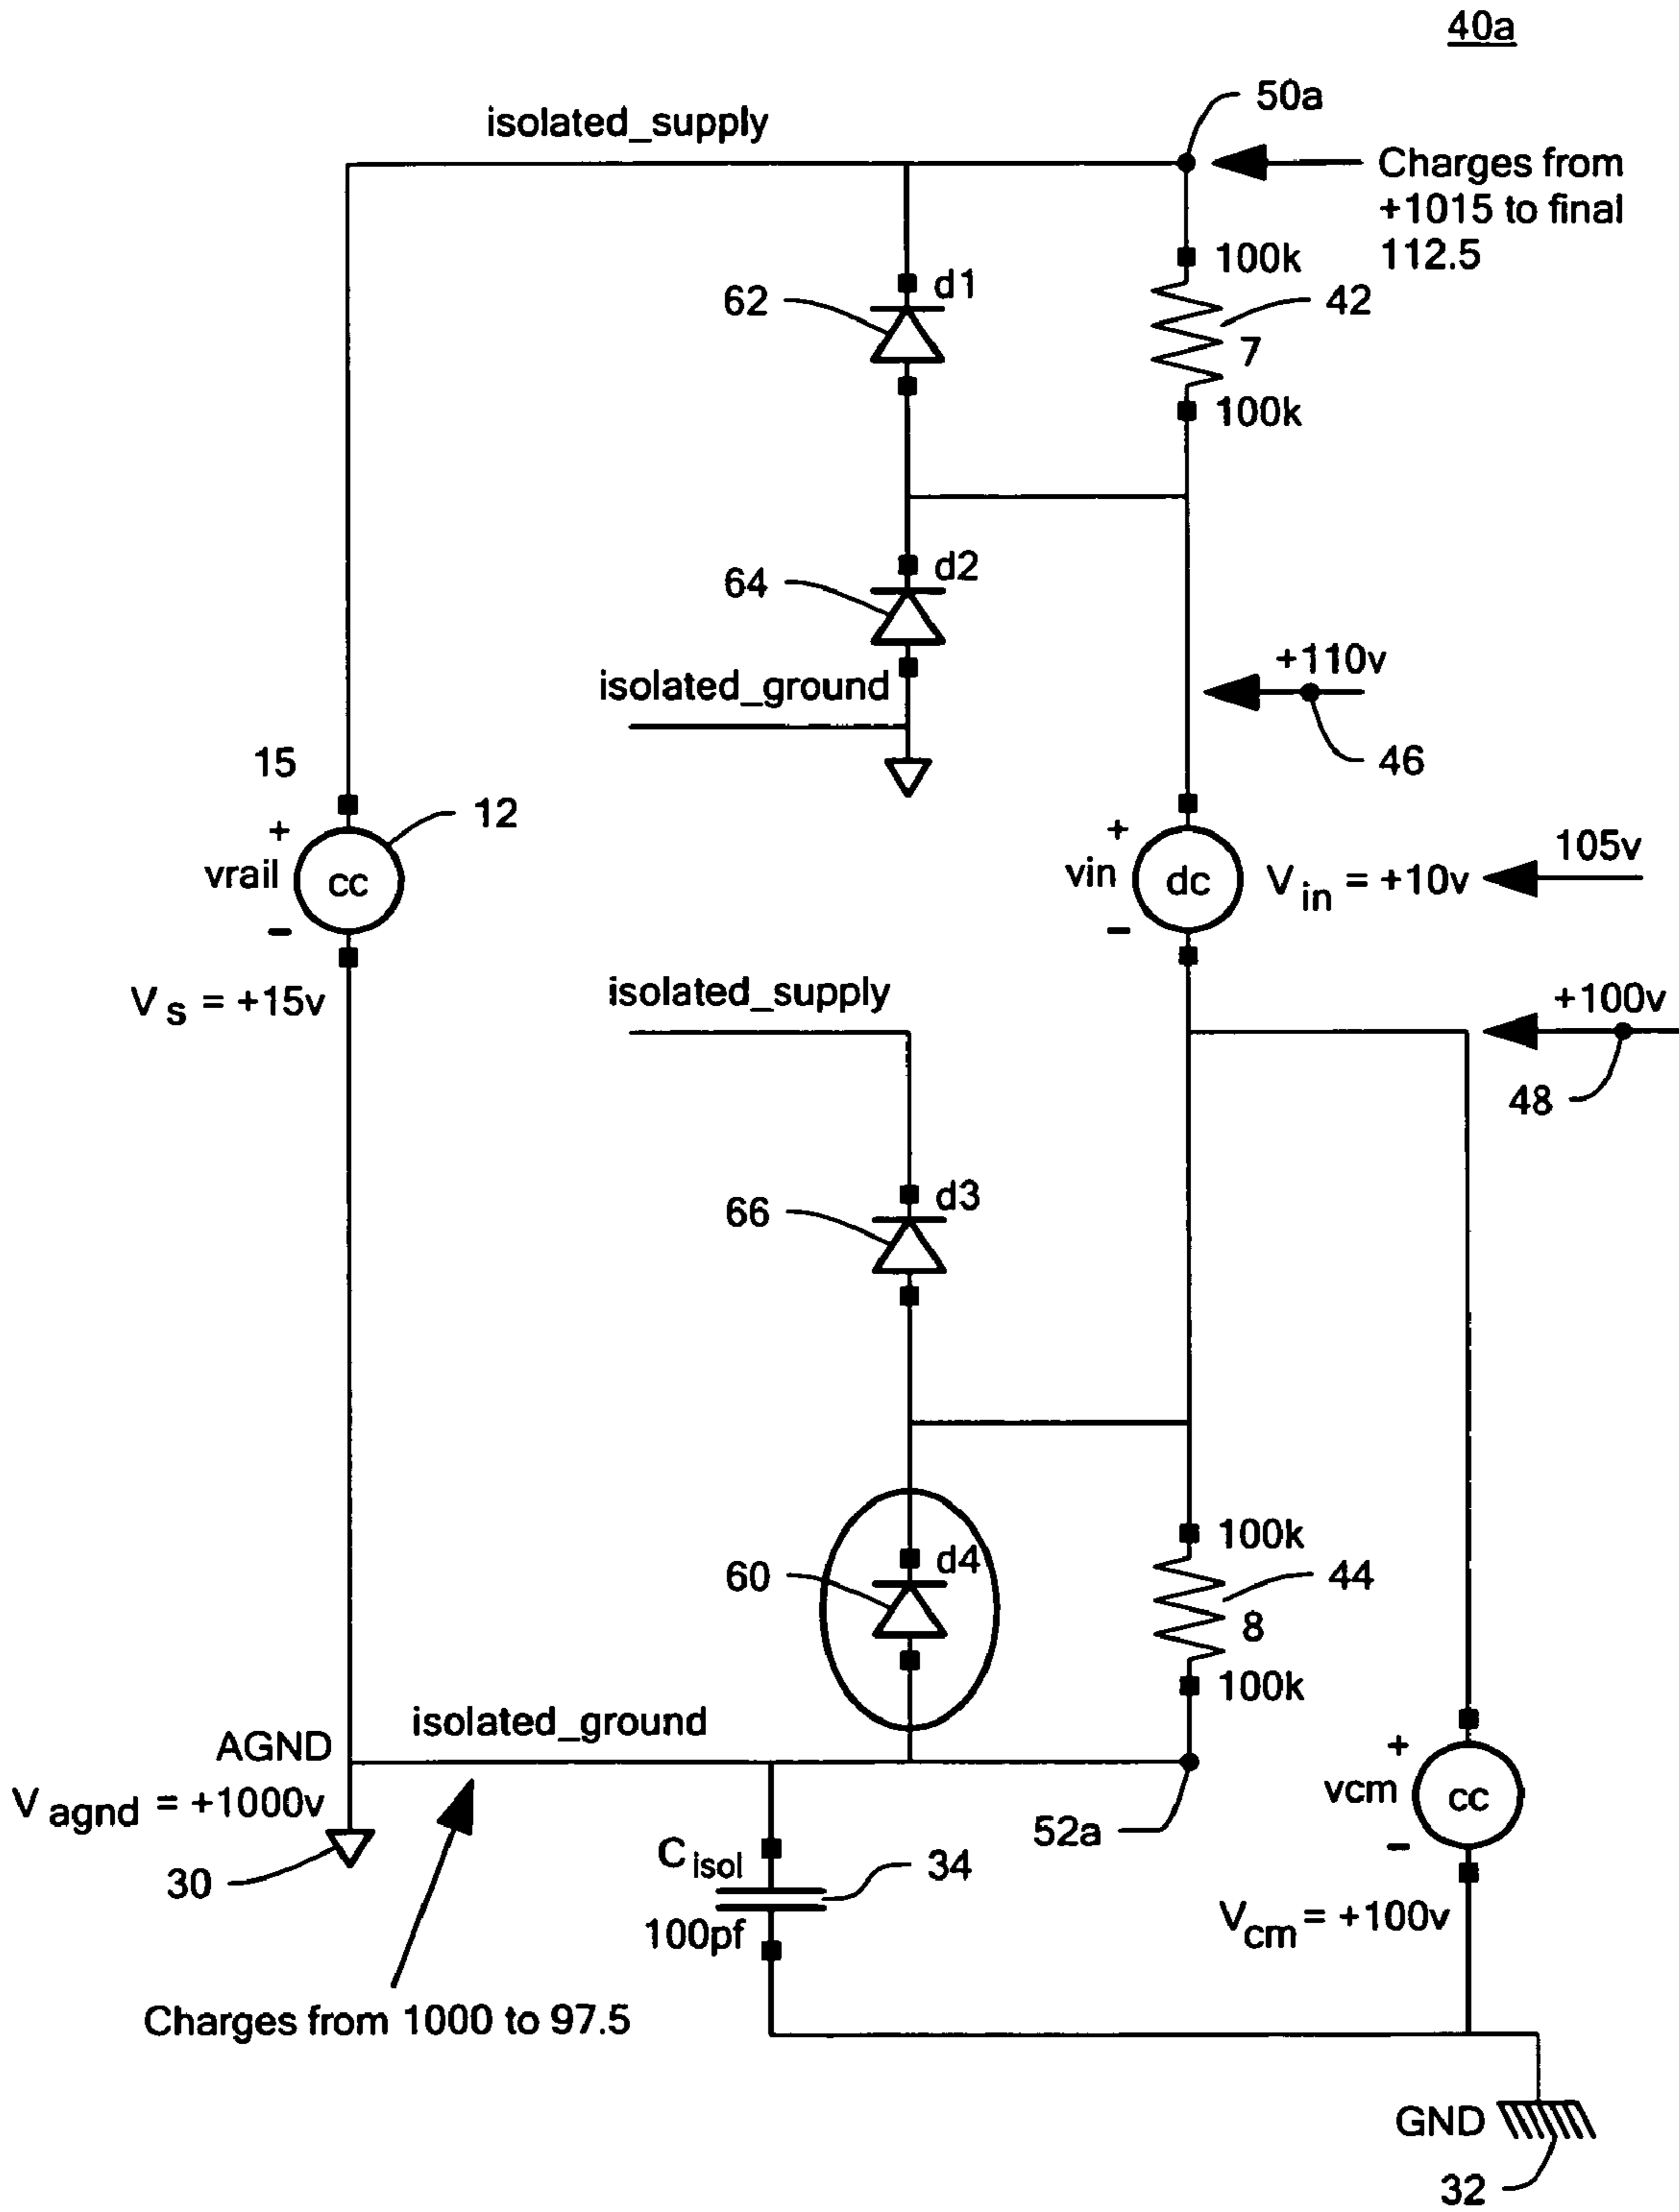 40a
50a
isolated_supply
Charges from
+1015 to final
112.5
100k
d1
62
42
7
100k
d2
64
+110v
isolated_ground
46
15
12
+
vrail
cc
-
V s = +15v
+
vin
dc
-
V in = +10v
105v
isolated_supply
+100v
48
d3
66
100k
d4
60
44
8
100k
isolated_ground
AGND
V agnd = +1000v
30
52a
C isol
34
100pf
+
vcm
cc
-
V cm = +100v
Charges from 1000 to 97.5
GND
32